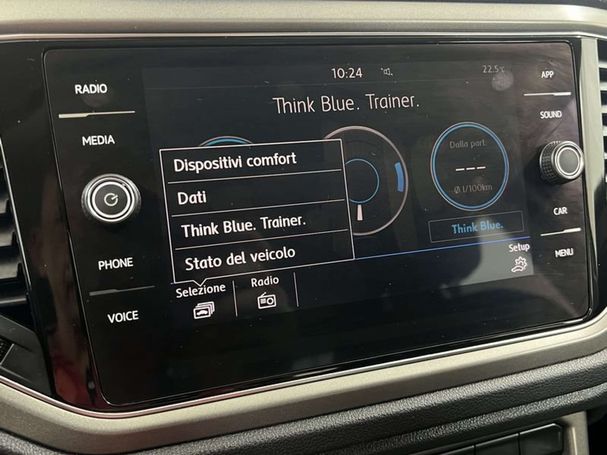 RADIO
MEDIA
PHONE
VOICE
10:24
22.5°C
Think Blue. Trainer.
Dispositivi comfort
Dati
Think Blue. Trainer.
Stato del veicolo
Selezione
Radio
Dalla part.
---
Ø l/100km
Think Blue.
Setup
APP
SOUND
CAR
MENU